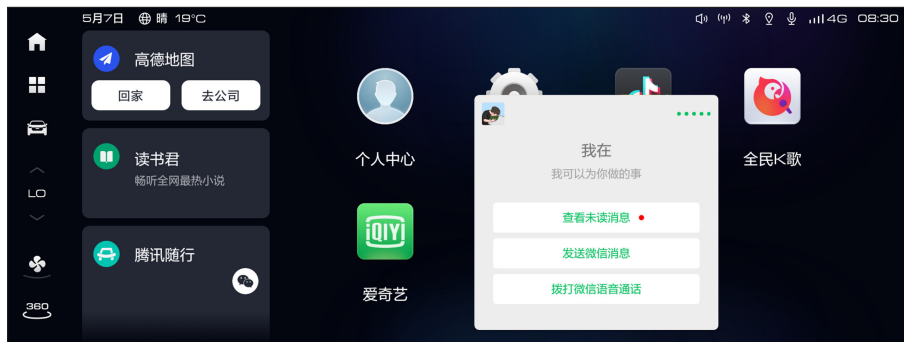 5月7日 晴 19°C
4G 08:30
高德地图
回家 去公司
读书君
畅听全网最热小说
腾讯随行
LO
360
个人中心
全民K歌
iQIYI
爱奇艺
我在
我可以为你做的事
查看未读消息
发送微信消息
拨打微信语音通话